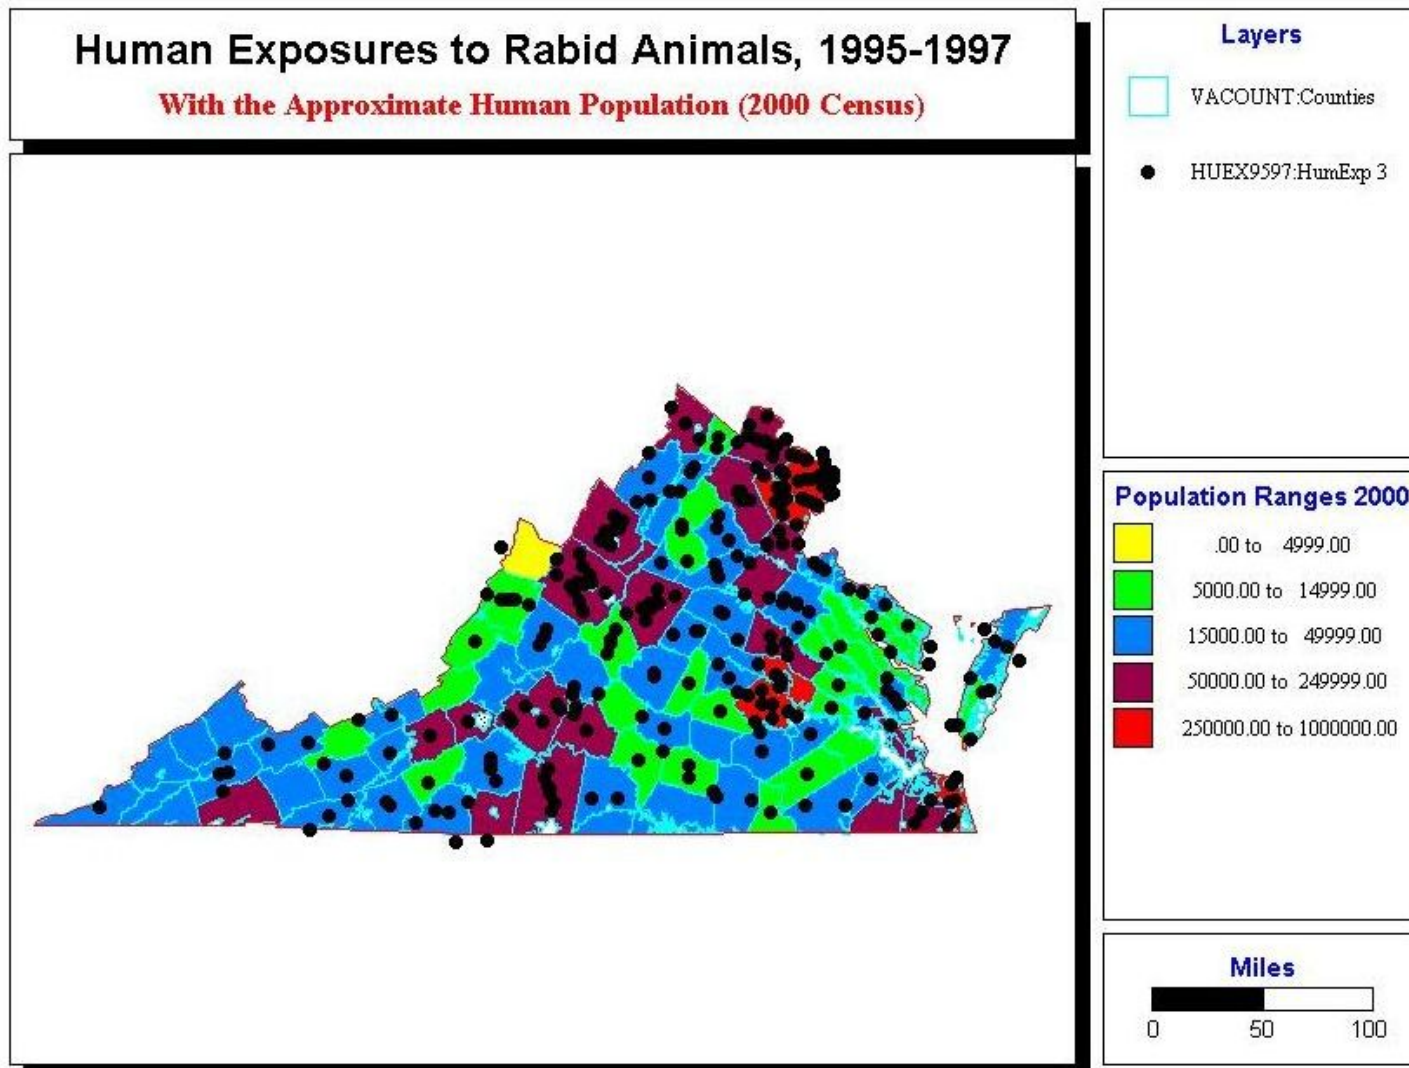 Human Exposures to Rabid Animals, 1995-1997
With the Approximate Human Population (2000 Census)
Layers
VACOUNT:Counties
HUEX9597:HumExp 3
Population Ranges 2000
.00 to 4999.00
5000.00 to 14999.00
15000.00 to 49999.00
50000.00 to 249999.00
250000.00 to 1000000.00
Miles
0 50 100